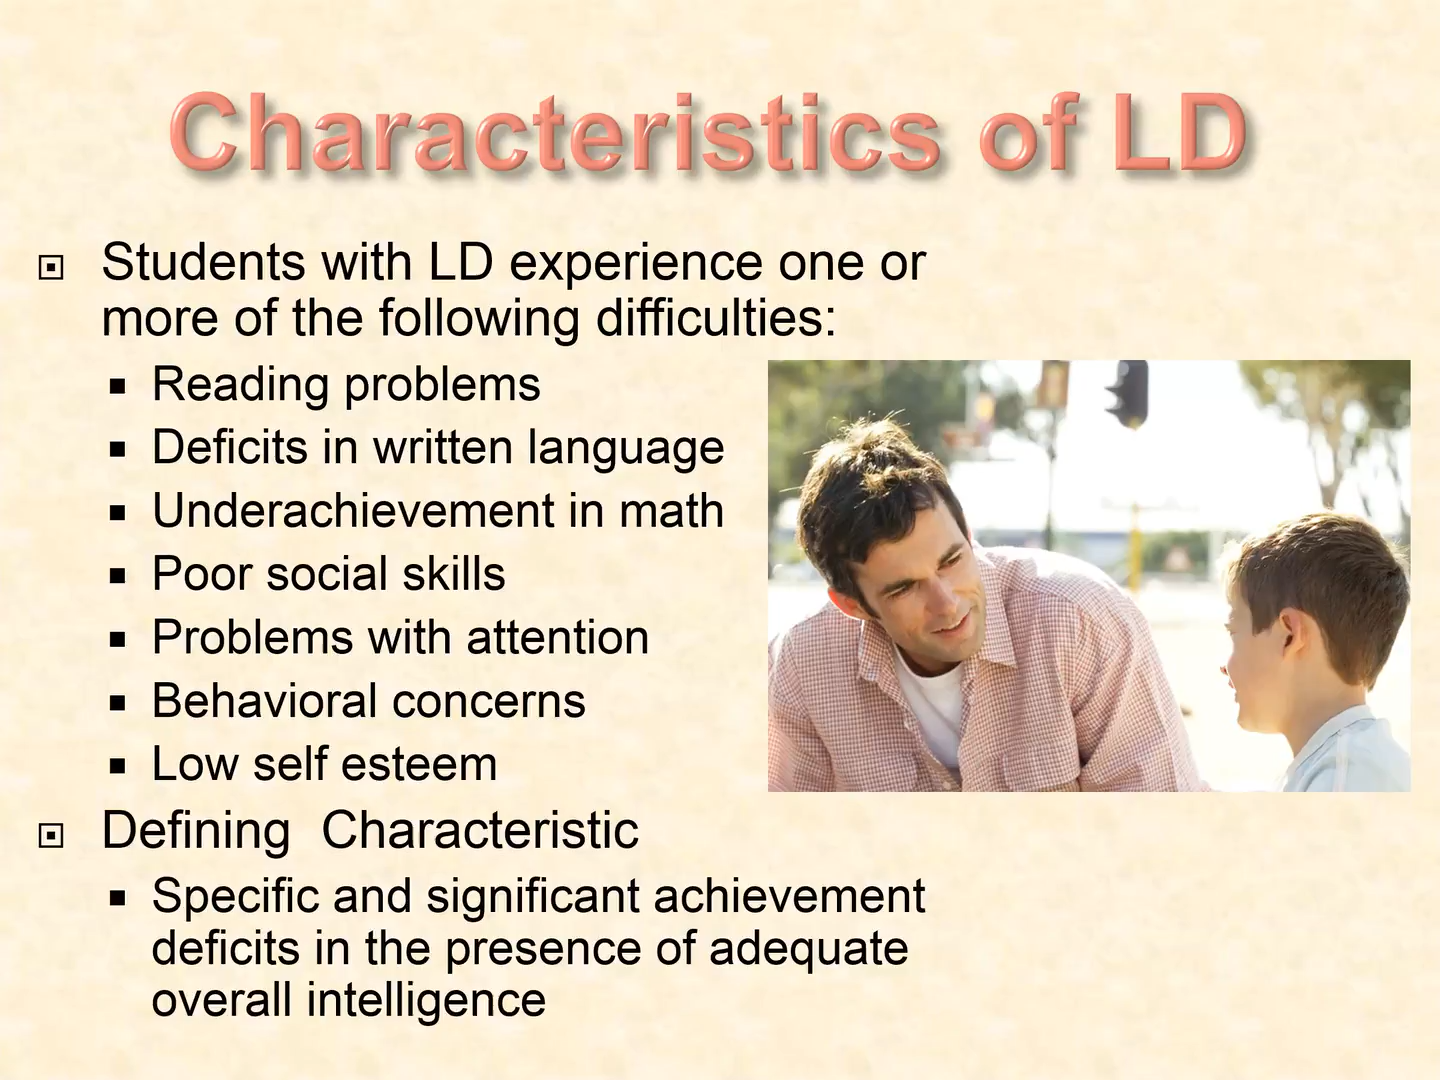 Characteristics of LD
Students with LD experience one or
more of the following difficulties:
Reading problems
Deficits in written language
Underachievement in math
Poor social skills
Problems with attention
Behavioral concerns
Low self esteem
Defining  Characteristic
Specific and significant achievement
deficits in the presence of adequate
overall intelligence